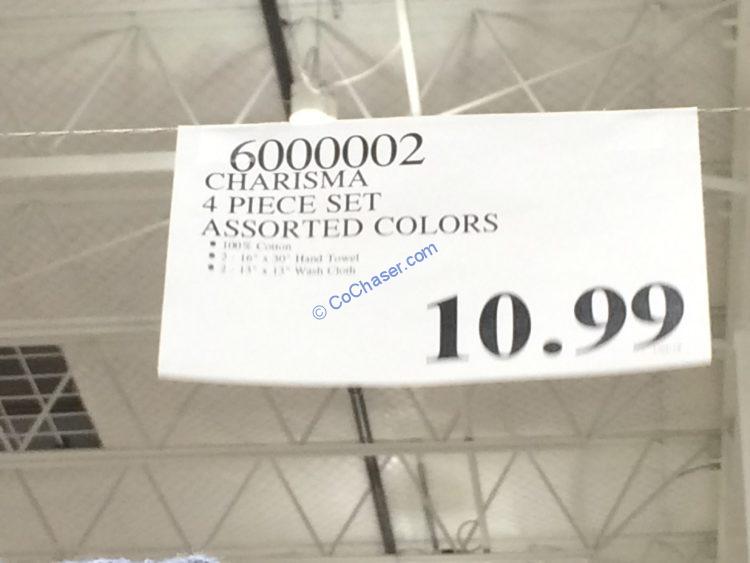 6000002
CHARISMA
4 PIECE SET
ASSORTED COLORS
• 100% Cotton
• 2 - 16" x 30" Hand Towel
• 2 - 13" x 13" Wash Cloth
© CoChaser.com
10.99